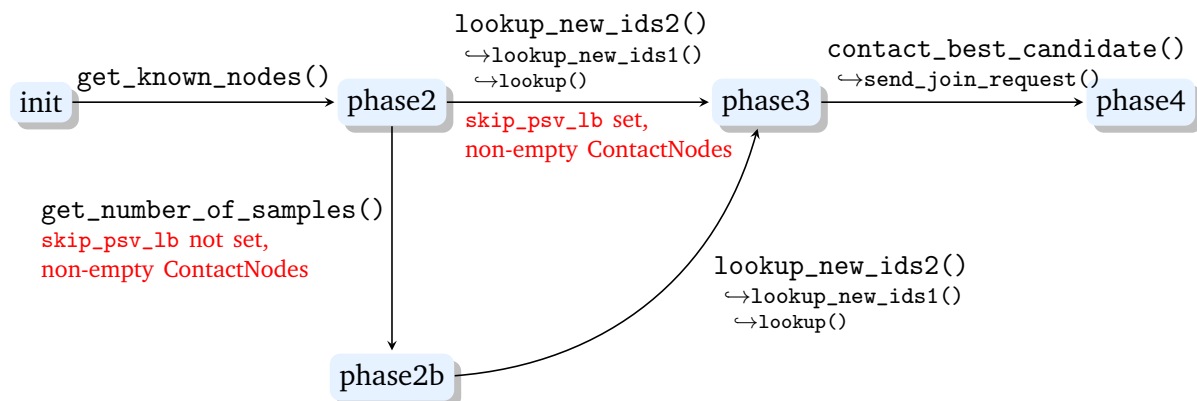 lookup_new_ids2()
↪lookup_new_ids1()
↪lookup()
contact_best_candidate()
↪send_join_request()
get_known_nodes()
init
phase2
phase3
phase4
skip_psv_lb set,
non-empty ContactNodes
get_number_of_samples()
skip_psv_lb not set,
non-empty ContactNodes
lookup_new_ids2()
↪lookup_new_ids1()
↪lookup()
phase2b